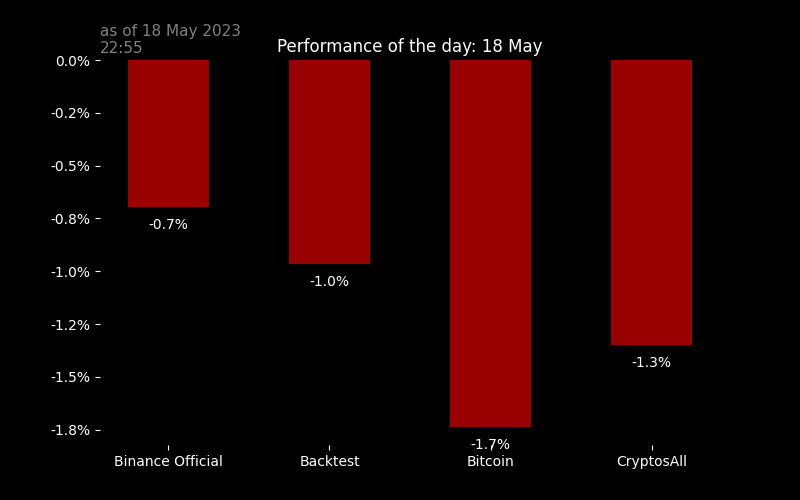 as of 18 May 2023
22:55
Performance of the day: 18 May
0.0%
-0.2%
-0.5%
-0.8%
-1.0%
-1.2%
-1.5%
-1.8%
-0.7%
-1.0%
-1.7%
-1.3%
Binance Official
Backtest
Bitcoin
CryptosAll